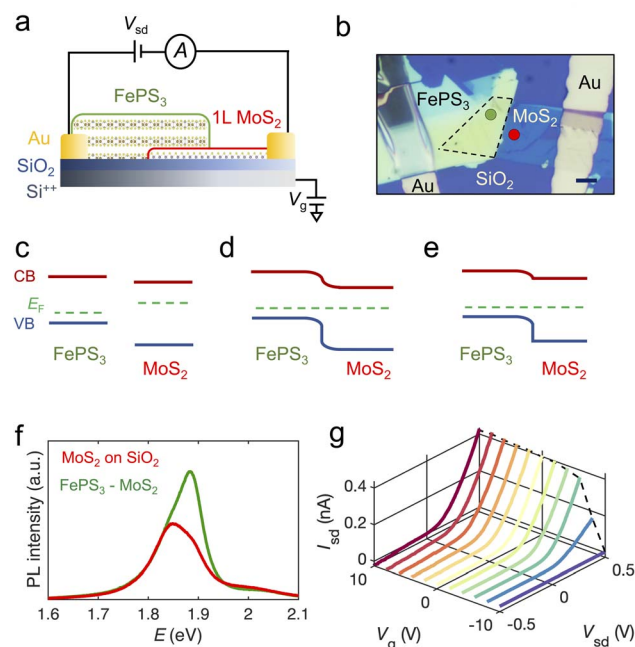 a
V_sd
A
FePS₃
1L MoS₂
Au
SiO₂
Si⁺⁺
V_g
b
FePS₃
MoS₂
Au
Au
SiO₂
c
CB
E_F
VB
FePS₃
MoS₂
d
FePS₃
MoS₂
e
FePS₃
MoS₂
f
MoS₂ on SiO₂
FePS₃ - MoS₂
PL intensity (a.u.)
1.6 1.7 1.8 1.9 2.0 2.1
E (eV)
g
I_sd (nA)
0.4
0.2
0
10 0 -10
V_g (V)
-0.5 0 0.5
V_sd (V)